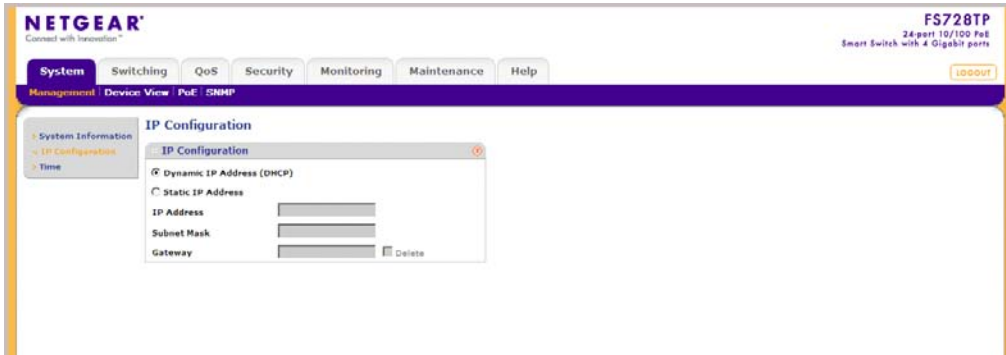 NETGEAR®
Connect with Innovation™
FS728TP
24-port 10/100 PoE
Smart Switch with 4 Gigabit ports
System Switching QoS Security Monitoring Maintenance Help
LOGOUT
Management Device View PoE SNMP
System Information
IP Configuration
Time
IP Configuration
IP Configuration
Dynamic IP Address (DHCP)
Static IP Address
IP Address
Subnet Mask
Gateway Delete